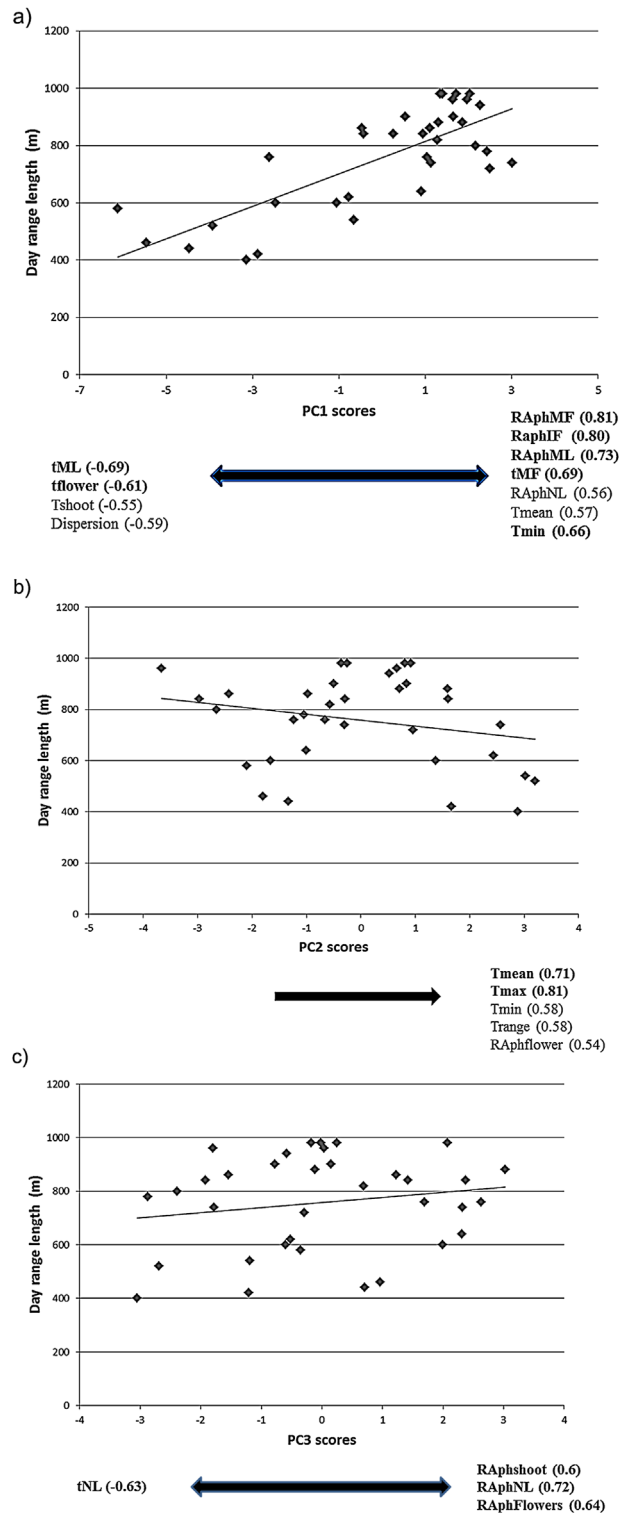 a)
1200
1000
800
600
400
200
0
Day range length (m)
-7 -5 -3 -1 1 3 5
PC1 scores
tML (-0.69)
tflower (-0.61)
Tshoot (-0.55)
Dispersion (-0.59)
RAphMF (0.81)
RaphIF (0.80)
RAphML (0.73)
tMF (0.69)
RAphNL (0.56)
Tmean (0.57)
Tmin (0.66)
b)
1200
1000
800
600
400
200
0
Day range length (m)
-5 -4 -3 -2 -1 0 1 2 3 4
PC2 scores
Tmean (0.71)
Tmax (0.81)
Tmin (0.58)
Trange (0.58)
RAphflower (0.54)
c)
1200
1000
800
600
400
200
0
Day range length (m)
-4 -3 -2 -1 0 1 2 3 4
PC3 scores
tNL (-0.63)
RAphshoot (0.6)
RAphNL (0.72)
RAphFlowers (0.64)